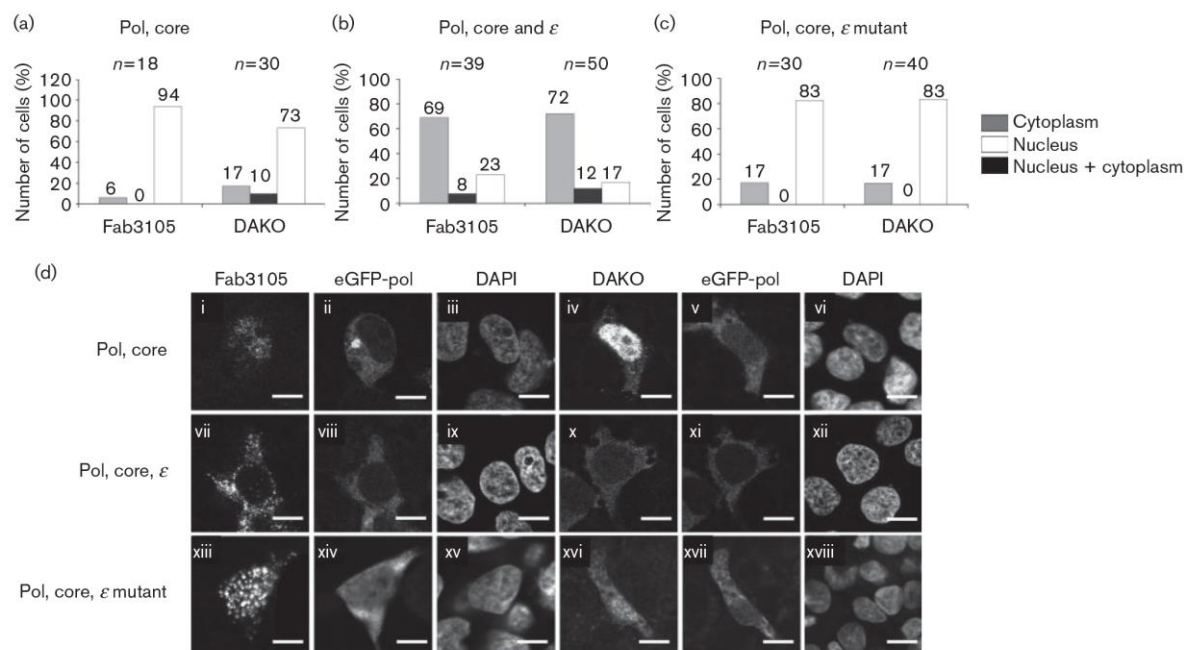 (a) Pol, core
n=18 n=30
Number of cells (%)
120
100
80
60
40
20
0
6 0 94
17 10 73
Fab3105 DAKO
(b) Pol, core and ε
n=39 n=50
Number of cells (%)
100
80
60
40
20
0
69 8 23
72 12 17
Fab3105 DAKO
(c) Pol, core, ε mutant
n=30 n=40
Number of cells (%)
100
80
60
40
20
0
17 0 83
17 0 83
Fab3105 DAKO
Cytoplasm
Nucleus
Nucleus + cytoplasm
(d)
Fab3105 eGFP-pol DAPI DAKO eGFP-pol DAPI
Pol, core
i ii iii iv v vi
Pol, core, ε
vii viii ix x xi xii
Pol, core, ε mutant
xiii xiv xv xvi xvii xviii